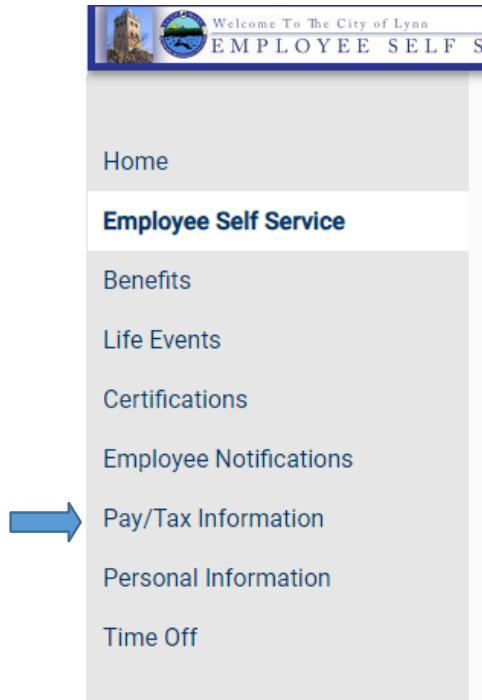 Welcome To The City of Lynn
EMPLOYEE SELF S
Home
Employee Self Service
Benefits
Life Events
Certifications
Employee Notifications
Pay/Tax Information
Personal Information
Time Off